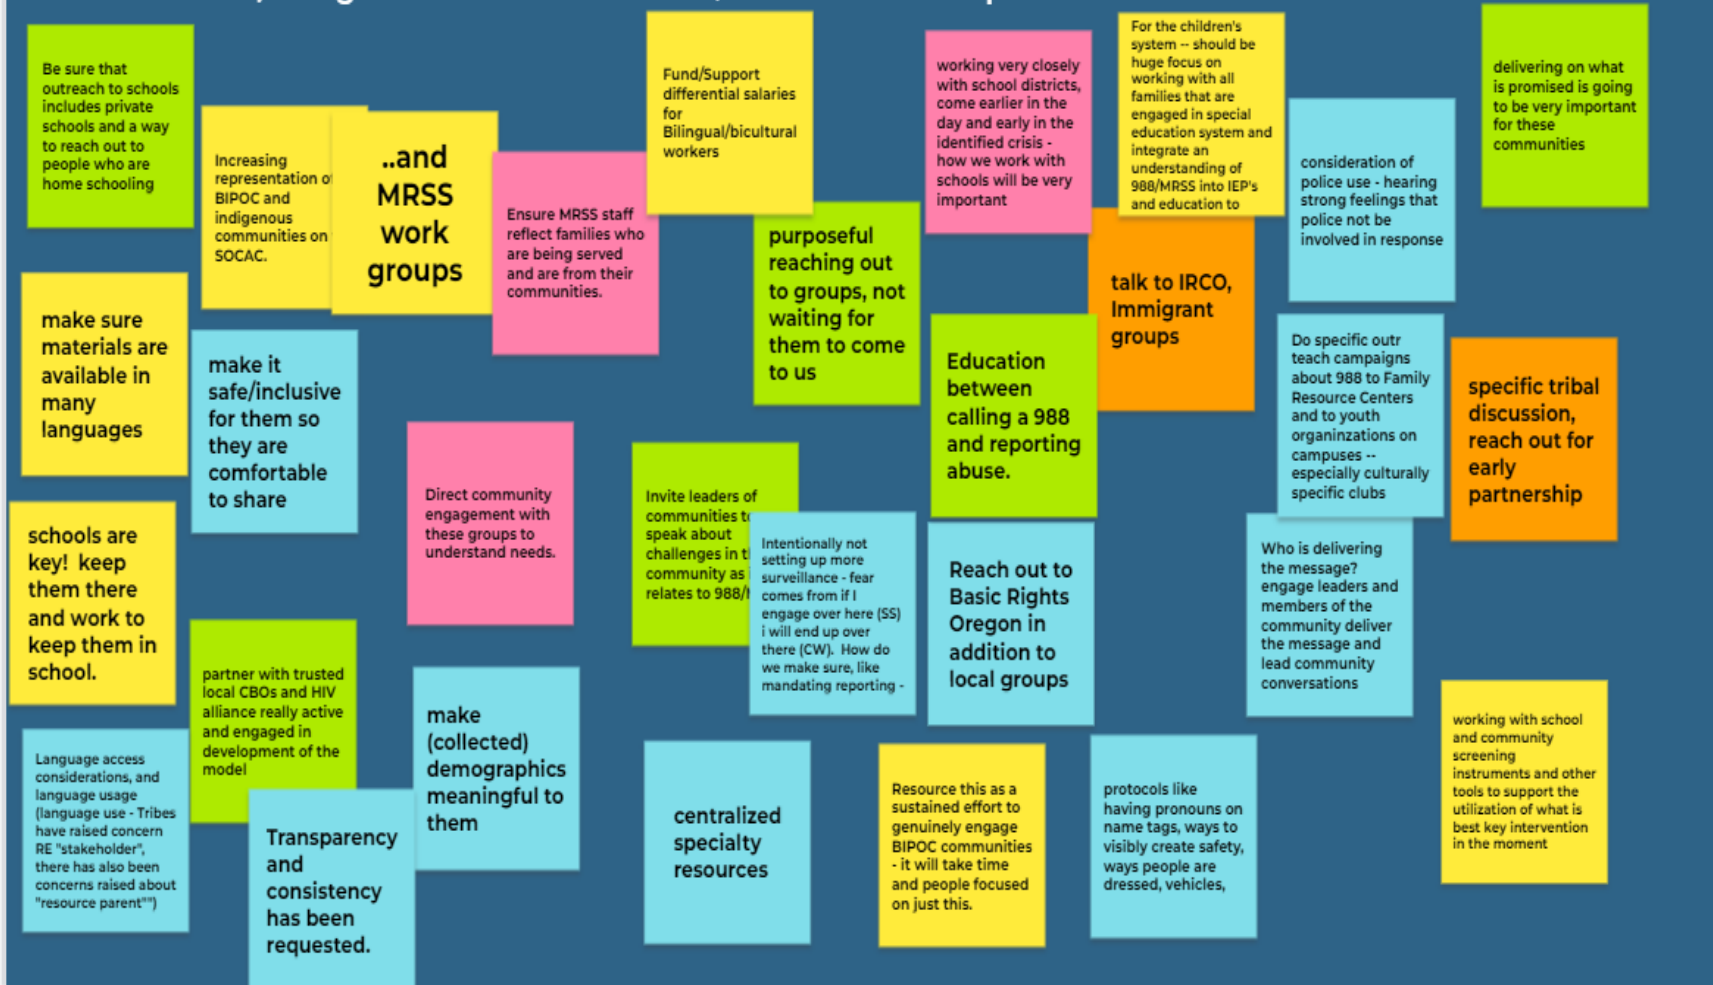 Be sure that
outreach to schools
includes private
schools and a way
to reach out to
people who are
home schooling
Increasing
representation of
BIPOC and
indigenous
communities on
SOCAC.
..and
MRSS
work
groups
Ensure MRSS staff
reflect families who
are being served
and are from their
communities.
Fund/Support
differential salaries
for
Bilingual/bicultural
workers
purposeful
reaching out
to groups, not
waiting for
them to come
to us
working very closely
with school districts,
come earlier in the
day and early in the
identified crisis -
how we work with
schools will be very
important
For the children's
system -- should be
huge focus on
working with all
families that are
engaged in special
education system and
integrate an
understanding of
988/MRSS into IEP's
and education to
consideration of
police use - hearing
strong feelings that
police not be
involved in response
delivering on what
is promised is going
to be very important
for these
communities
talk to IRCO,
Immigrant
groups
make sure
materials are
available in
many
languages
make it
safe/inclusive
for them so
they are
comfortable
to share
Education
between
calling a 988
and reporting
abuse.
Do specific outr
teach campaigns
about 988 to Family
Resource Centers
and to youth
organinzations on
campuses --
especially culturally
specific clubs
specific tribal
discussion,
reach out for
early
partnership
Direct community
engagement with
these groups to
understand needs.
Invite leaders of
communities to
speak about
challenges in
community as
relates to
Intentionally not
setting up more
surveillance - fear
comes from if I
engage over here (SS)
i will end up over
there (CW). How do
we make sure, like
mandating reporting -
Reach out to
Basic Rights
Oregon in
addition to
local groups
Who is delivering
the message?
engage leaders and
members of the
community deliver
the message and
lead community
conversations
schools are
key! keep
them there
and work to
keep them in
school.
partner with trusted
local CBOs and HIV
alliance really active
and engaged in
development of the
model
make
(collected)
demographics
meaningful to
them
Language access
considerations, and
language usage
(language use - Tribes
have raised concern
RE "stakeholder",
there has also been
concerns raised about
"resource parent"")
Transparency
and
consistency
has been
requested.
centralized
specialty
resources
Resource this as a
sustained effort to
genuinely engage
BIPOC communities
- it will take time
and people focused
on just this.
protocols like
having pronouns on
name tags, ways to
visibly create safety,
ways people are
dressed, vehicles,
working with school
and community
screening
instruments and other
tools to support the
utilization of what is
best key intervention
in the moment